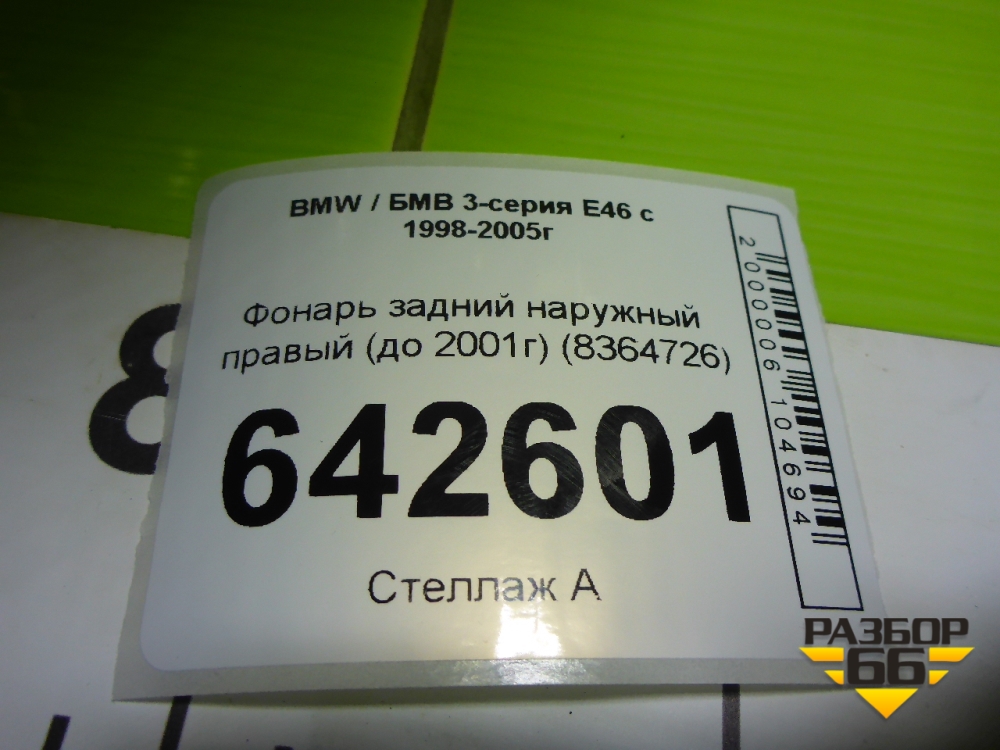 BMW / БМВ 3-серия E46 с
1998-2005г
Фонарь задний наружный
правый (до 2001г) (8364726)
642601
Стеллаж А
2000006104694
8
РАЗБОР
66